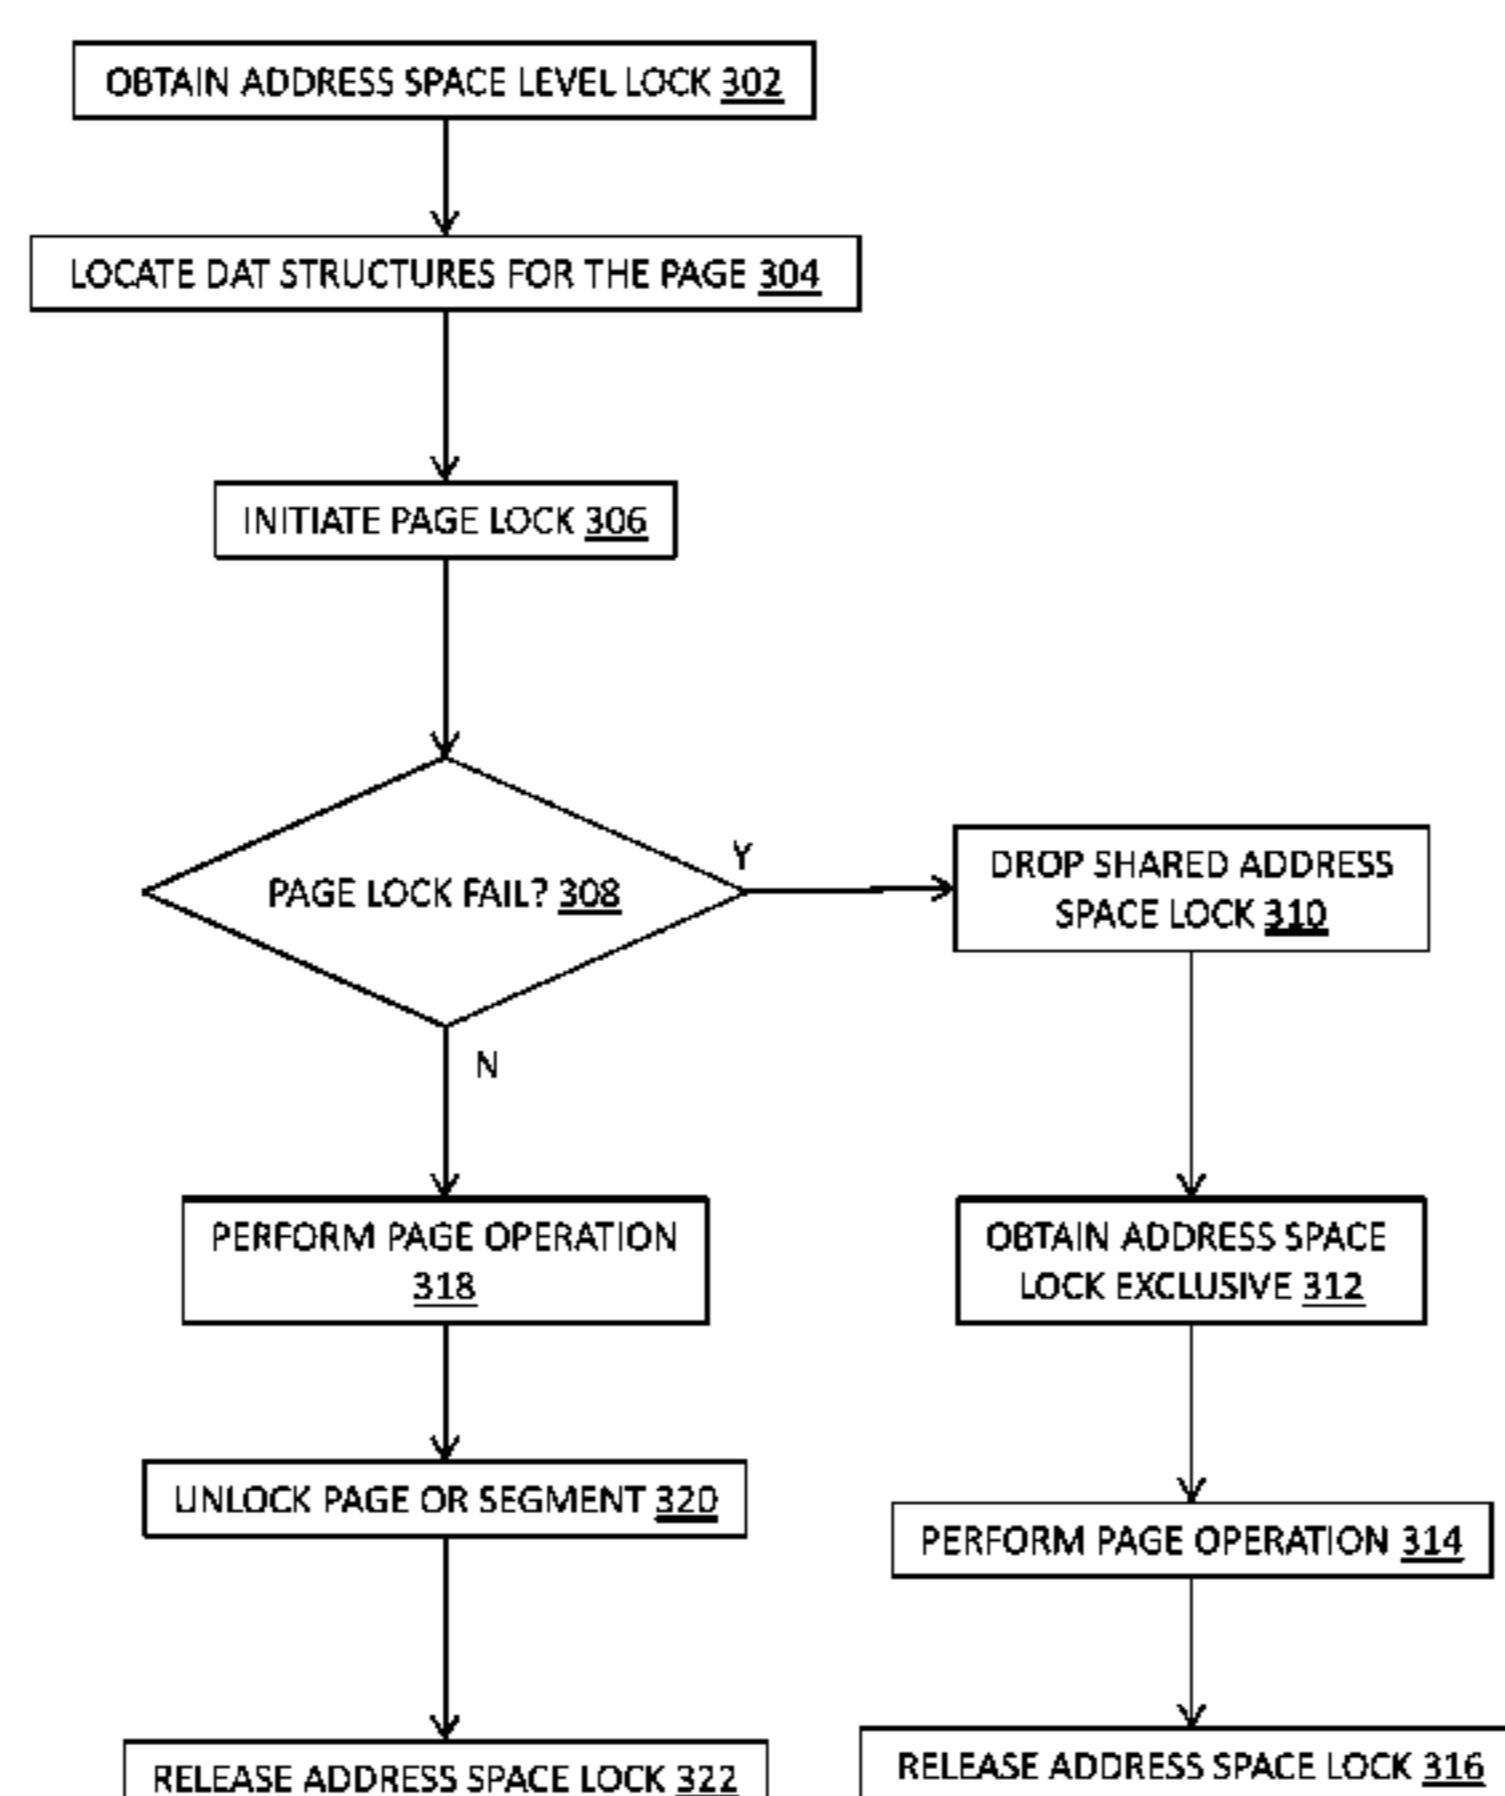 OBTAIN ADDRESS SPACE LEVEL LOCK 302
LOCATE DAT STRUCTURES FOR THE PAGE 304
INITIATE PAGE LOCK 306
PAGE LOCK FAIL? 308
Y
DROP SHARED ADDRESS
SPACE LOCK 310
N
PERFORM PAGE OPERATION
318
OBTAIN ADDRESS SPACE
LOCK EXCLUSIVE 312
UNLOCK PAGE OR SEGMENT 320
PERFORM PAGE OPERATION 314
RELEASE ADDRESS SPACE LOCK 322
RELEASE ADDRESS SPACE LOCK 316